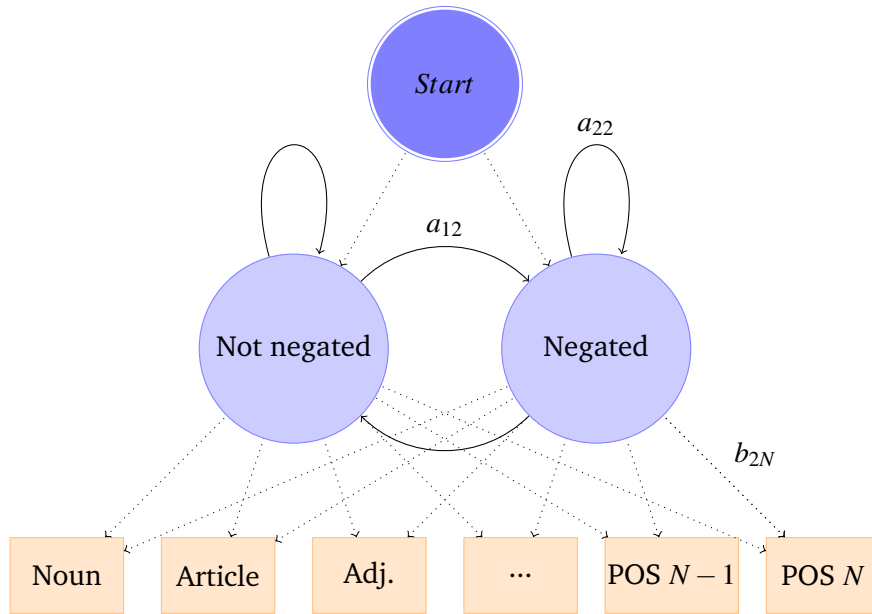 Start
a₂₂
a₁₂
Not negated
Negated
b₂N
Noun
Article
Adj.
...
POS N − 1
POS N